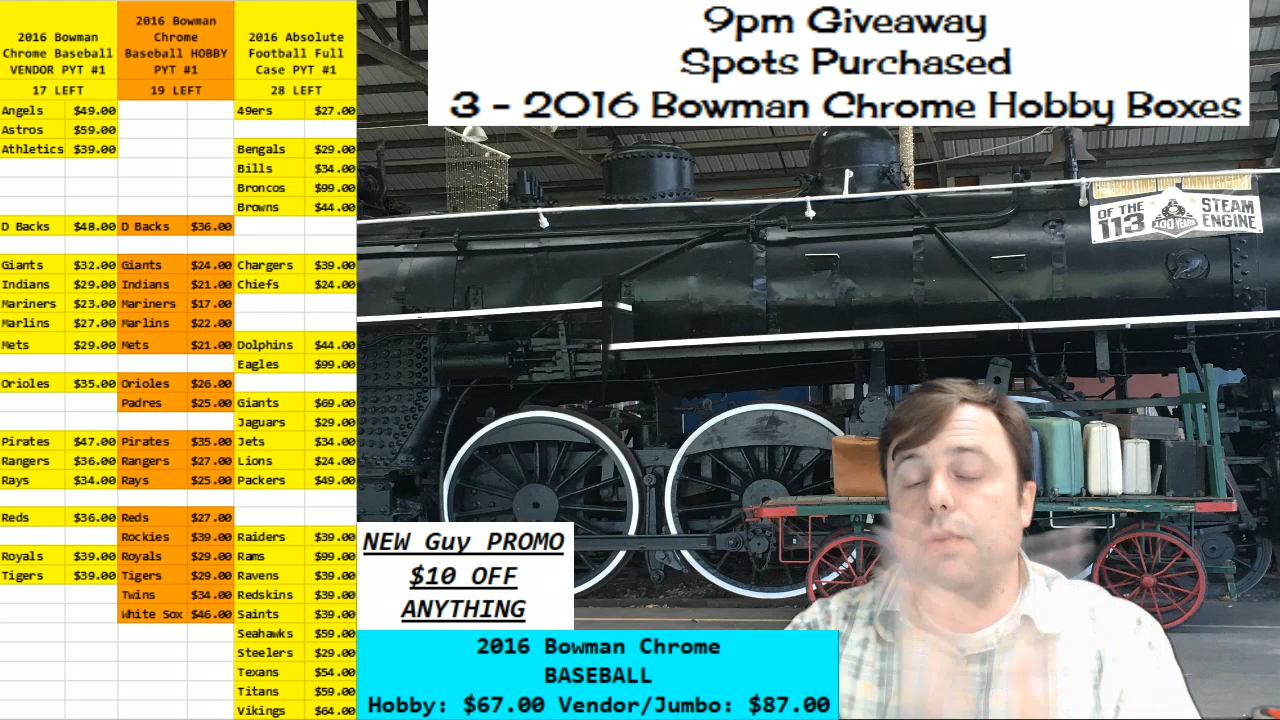 2016 Bowman
Chrome Baseball
VENDOR PYT #1
17 LEFT
Angels $49.00
Astros $59.00
Athletics $39.00
D Backs $48.00
Giants $32.00
Indians $29.00
Mariners $23.00
Marlins $27.00
Mets $29.00
Orioles $35.00
Pirates $47.00
Rangers $36.00
Rays $34.00
Reds $36.00
Royals $39.00
Tigers $39.00
2016 Bowman
Chrome
Baseball HOBBY
PYT #1
19 LEFT
D Backs $36.00
Giants $24.00
Indians $21.00
Mariners $17.00
Marlins $22.00
Mets $21.00
Orioles $26.00
Padres $25.00
Pirates $35.00
Rangers $27.00
Rays $25.00
Reds $27.00
Rockies $39.00
Royals $29.00
Tigers $29.00
Twins $34.00
White Sox $46.00
2016 Absolute
Football Full
Case PYT #1
28 LEFT
49ers $27.00
Bengals $29.00
Bills $34.00
Broncos $99.00
Browns $44.00
Chargers $39.00
Chiefs $24.00
Dolphins $44.00
Eagles $99.00
Giants $69.00
Jaguars $29.00
Jets $34.00
Lions $24.00
Packers $49.00
Raiders $39.00
Rams $99.00
Ravens $39.00
Redskins $39.00
Saints $39.00
Seahawks $59.00
Steelers $29.00
Texans $54.00
Titans $59.00
Vikings $64.00
9pm Giveaway
Spots Purchased
3 - 2016 Bowman Chrome Hobby Boxes
OF THE
113
100 YEARS
STEAM
ENGINE
NEW Guy PROMO
$10 OFF
ANYTHING
2016 Bowman Chrome
BASEBALL
Hobby: $67.00 Vendor/Jumbo: $87.00